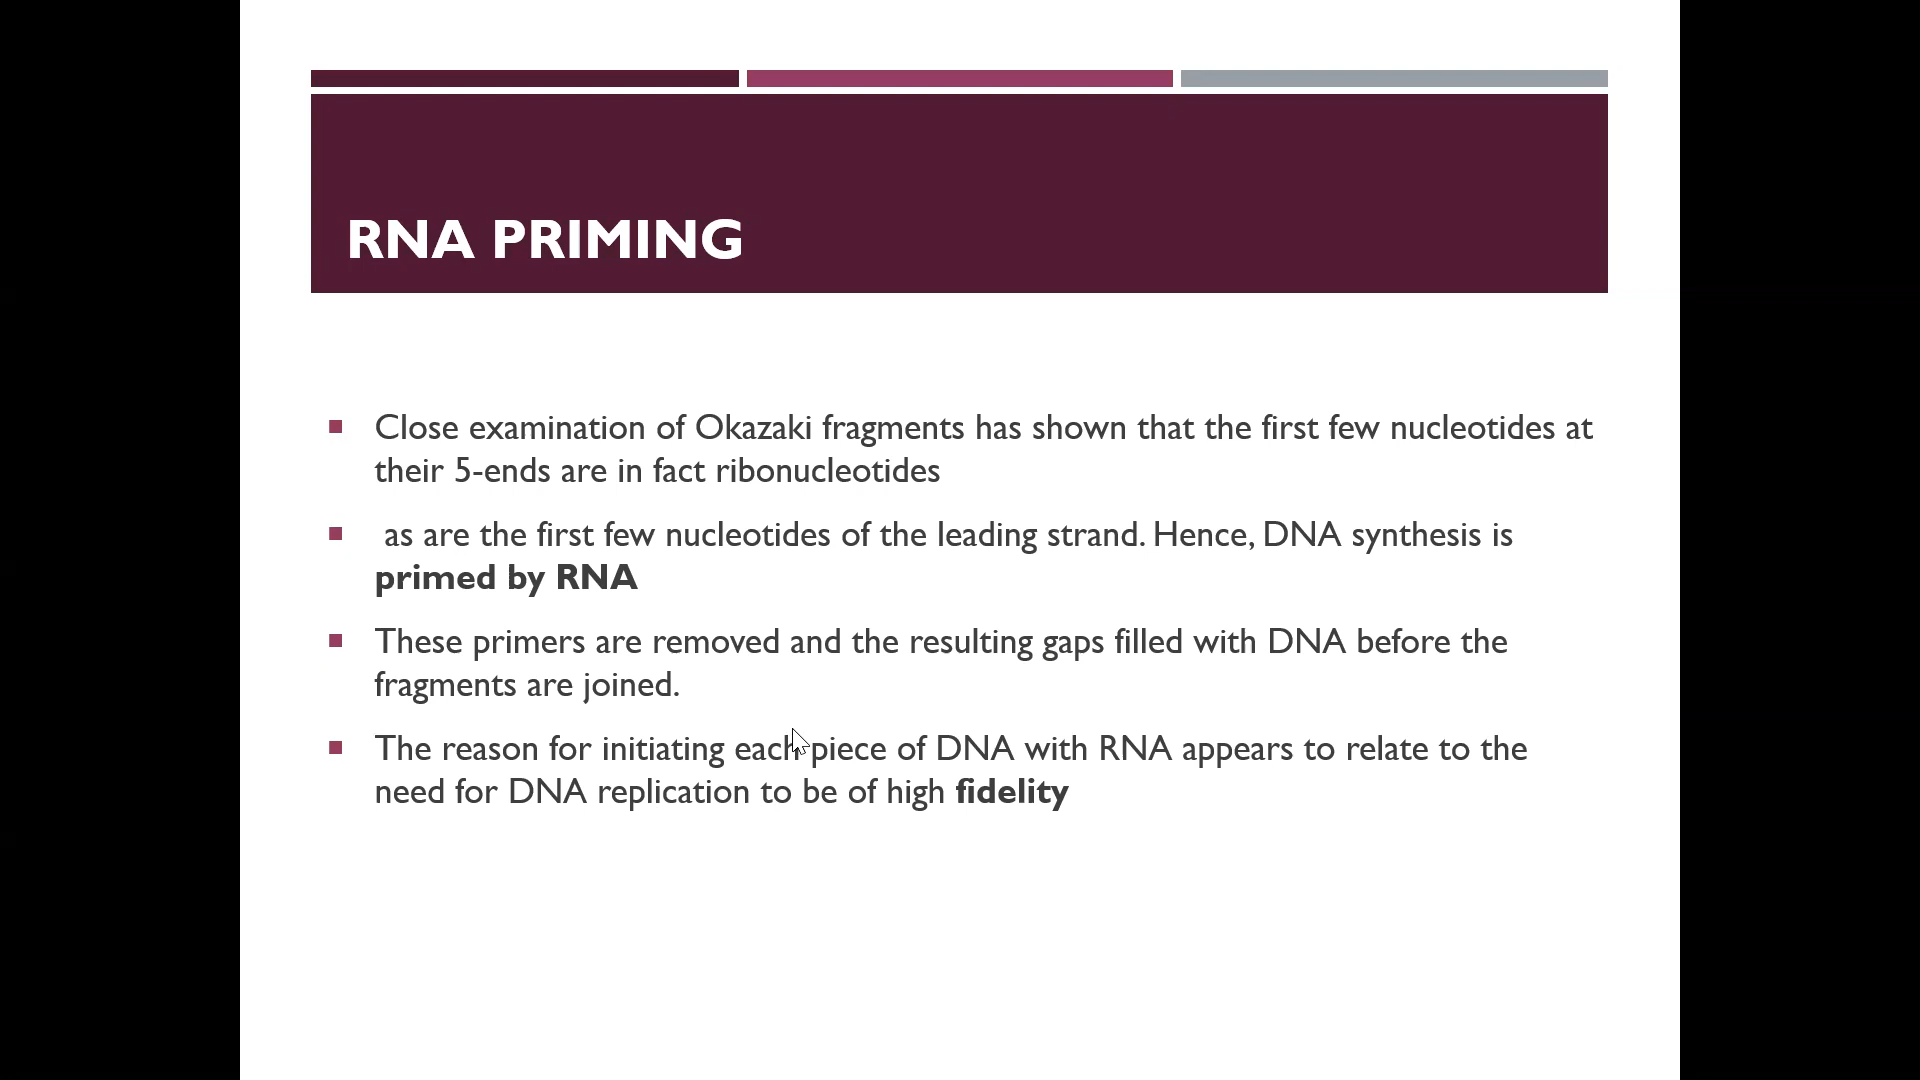 RNA PRIMING
Close examination of Okazaki fragments has shown that the first few nucleotides at
their 5-ends are in fact ribonucleotides
as are the first few nucleotides of the leading strand. Hence, DNA synthesis is
primed by RNA
These primers are removed and the resulting gaps filled with DNA before the
fragments are joined.
The reason for initiating each piece of DNA with RNA appears to relate to the
need for DNA replication to be of high fidelity